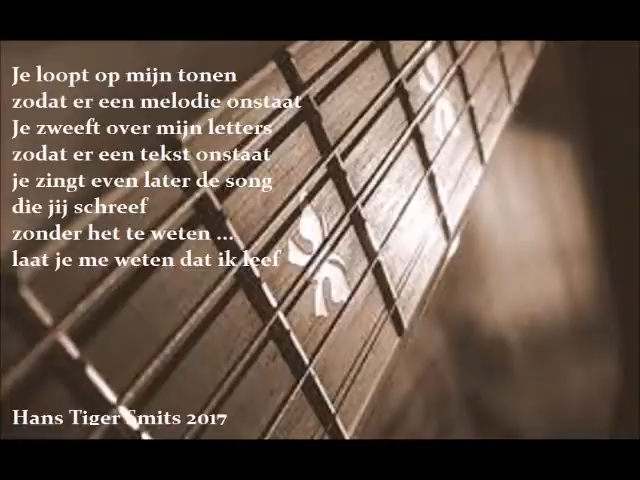 Je loopt op mijn tonen
zodat er een melodie onstaat
Je zweeft over mijn letters
zodat er een tekst onstaat
je zingt even later de song
die jij schreef
zonder het te weten ...
laat je me weten dat ik leef
Hans Tiger Smits 2017